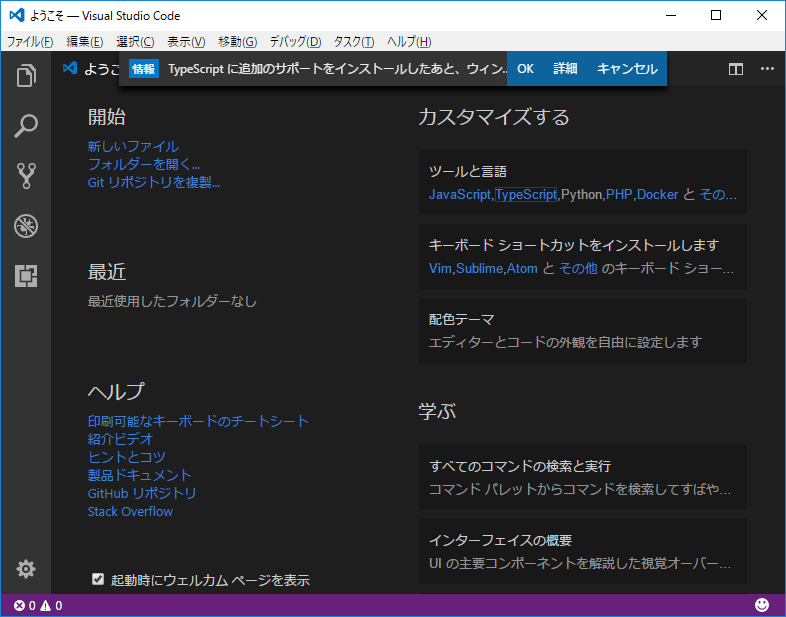 ようこそ — Visual Studio Code
ファイル(F) 編集(E) 選択(C) 表示(V) 移動(G) デバッグ(D) タスク(T) ヘルプ(H)
ようこ 情報 TypeScript に追加のサポートをインストールしたあと、ウィン... OK 詳細 キャンセル
開始
新しいファイル
フォルダーを開く...
Git リポジトリを複製...
最近
最近使用したフォルダーなし
ヘルプ
印刷可能なキーボードのチートシート
紹介ビデオ
ヒントとコツ
製品ドキュメント
GitHub リポジトリ
Stack Overflow
起動時にウェルカム ページを表示
カスタマイズする
ツールと言語
JavaScript,TypeScript,Python,PHP,Docker と その...
キーボード ショートカットをインストールします
Vim,Sublime,Atom と その他 のキーボード ショー...
配色テーマ
エディターとコードの外観を自由に設定します
学ぶ
すべてのコマンドの検索と実行
コマンド パレットからコマンドを検索してすばや...
インターフェイスの概要
UI の主要コンポーネントを解説した視覚オーバー...
0 0